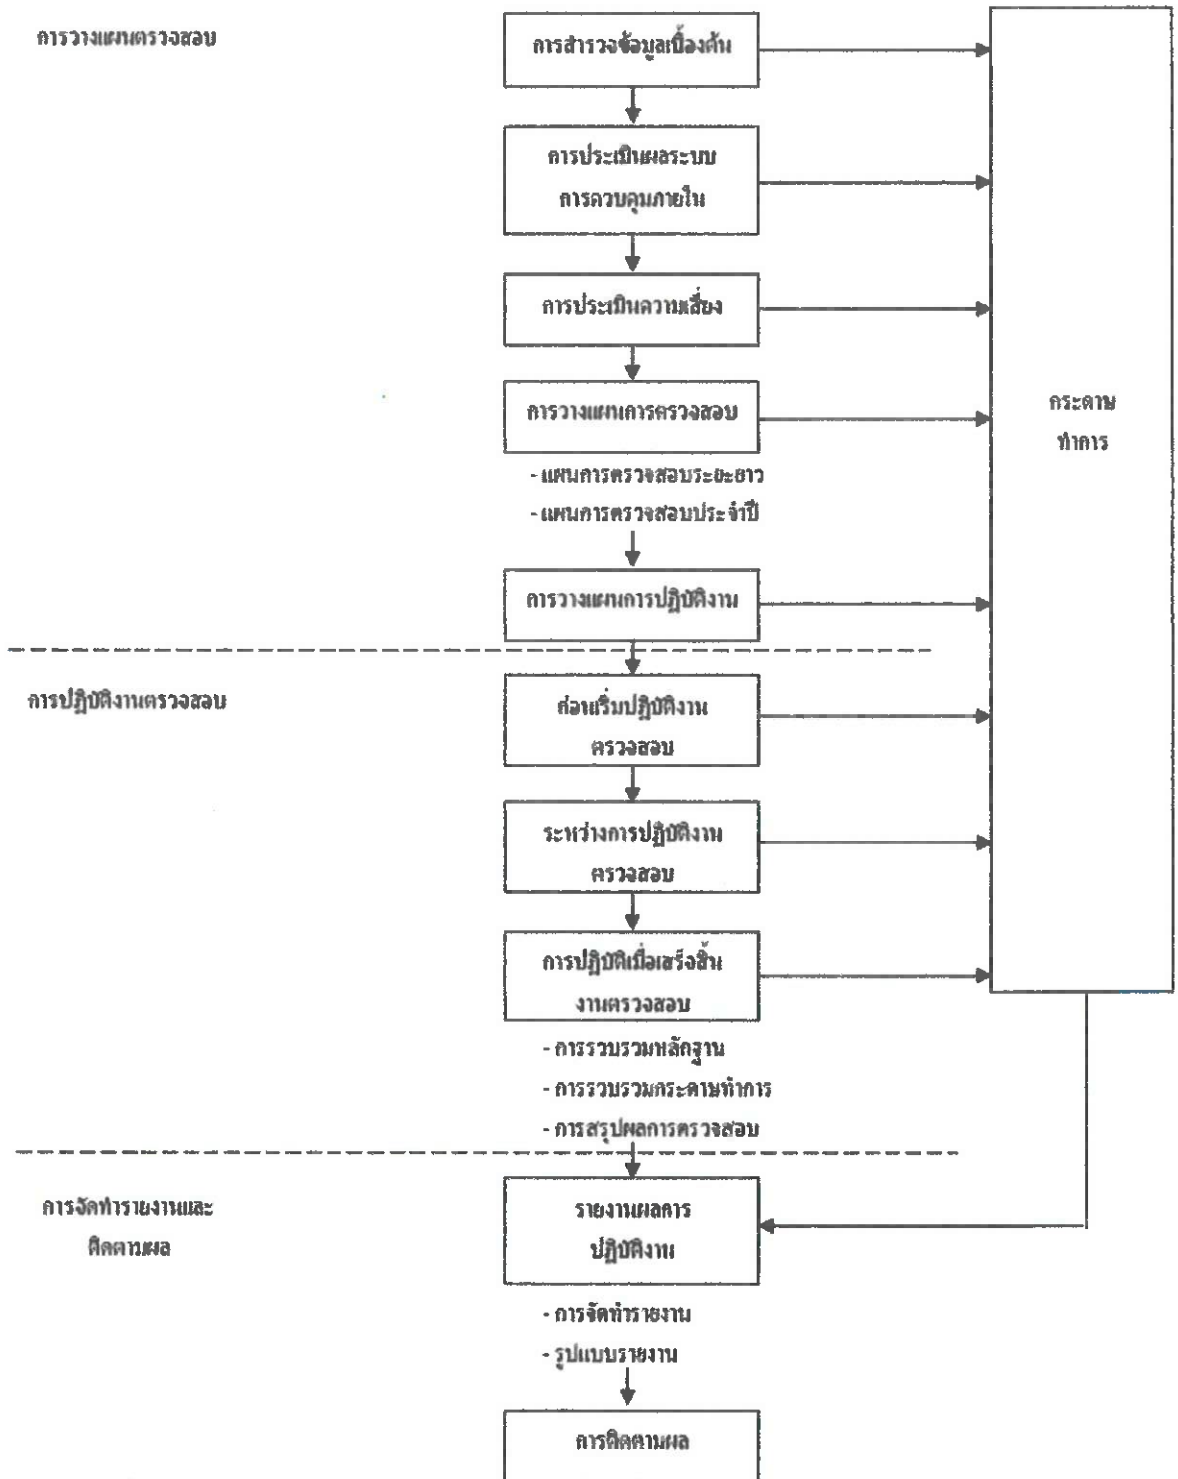 การวางแผนตรวจสอบ
การสำรวจข้อมูลเบื้องต้น
การประเมินผลระบบ
การควบคุมภายใน
การประเมินความเสี่ยง
การวางแผนการตรวจสอบ
- แผนการตรวจสอบระยะยาว
- แผนการตรวจสอบประจำปี
การวางแผนการปฏิบัติงาน
กระดาษ
ทำการ
การปฏิบัติงานตรวจสอบ
ก่อนเริ่มปฏิบัติงาน
ตรวจสอบ
ระหว่างการปฏิบัติงาน
ตรวจสอบ
การปฏิบัติเมื่อเสร็จสิ้น
งานตรวจสอบ
- การรวบรวมหลักฐาน
- การรวบรวมกระดาษทำการ
- การสรุปผลการตรวจสอบ
การจัดทำรายงานและ
ติดตามผล
รายงานผลการ
ปฏิบัติงาน
- การจัดทำรายงาน
- รูปแบบรายงาน
การติดตามผล